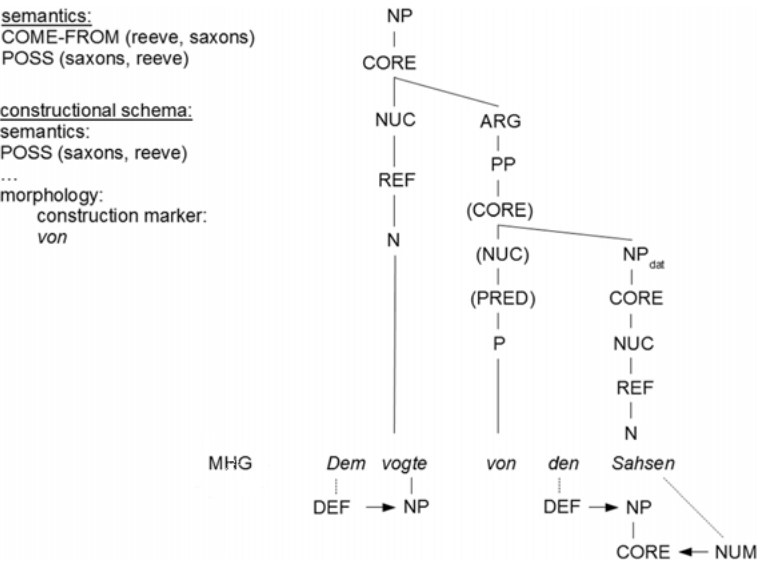 semantics:
COME-FROM (reeve, saxons)
POSS (saxons, reeve)
constructional schema:
semantics:
POSS (saxons, reeve)
...
morphology:
construction marker:
von
NP
CORE
NUC ARG
PP
REF
(CORE)
N (NUC) NP dat
(PRED) CORE
P NUC
REF
N
MHG Dem vogte von den Sahsen
DEF NP DEF NP
CORE NUM